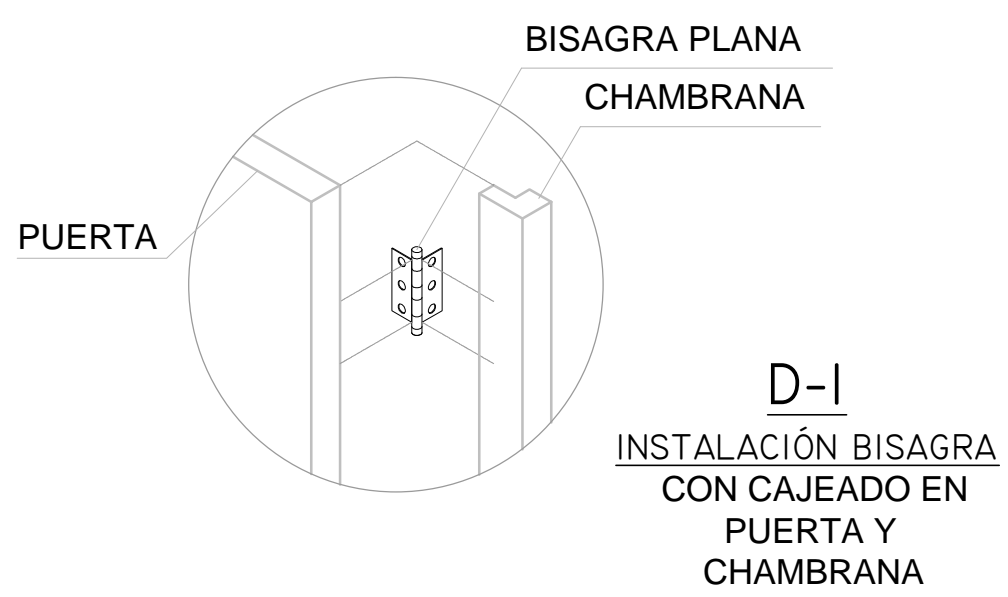 BISAGRA PLANA
CHAMBRANA
PUERTA
D-1
INSTALACIÓN BISAGRA
CON CAJEADO EN
PUERTA Y
CHAMBRANA